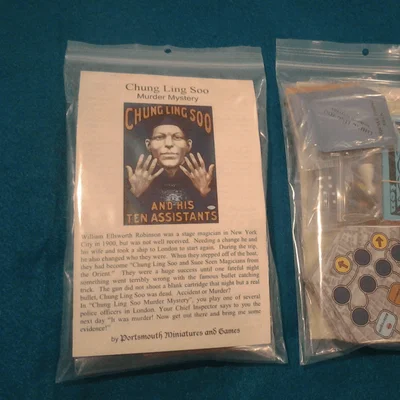 Chung Ling Soo
Murder Mystery
CHUNG LING SOO
AND HIS
TEN ASSISTANTS
William Ellsworth Robinson was a stage magician in New York
City in 1900, but was not well received. Needing a change he and
his wife and took a ship to London to start again. During the trip,
he also changed who they were. When they stepped off the boat,
they had become "Chung Ling Soo and Suee Seen Magicians from
the Orient." They were a huge success until one fateful night
something went terribly wrong with the famous bullet catching
trick. The gun did not shoot a blank cartridge that night but a real
bullet, Chung Ling Soo was dead. Accident or Murder?
In "Chung Ling Soo Murder Mystery", you play one of several
police officers in London. Your Chief Inspector says to you the
next day "It was murder! Now get out there and bring me some
evidence!"
by Portsmouth Miniatures and Games